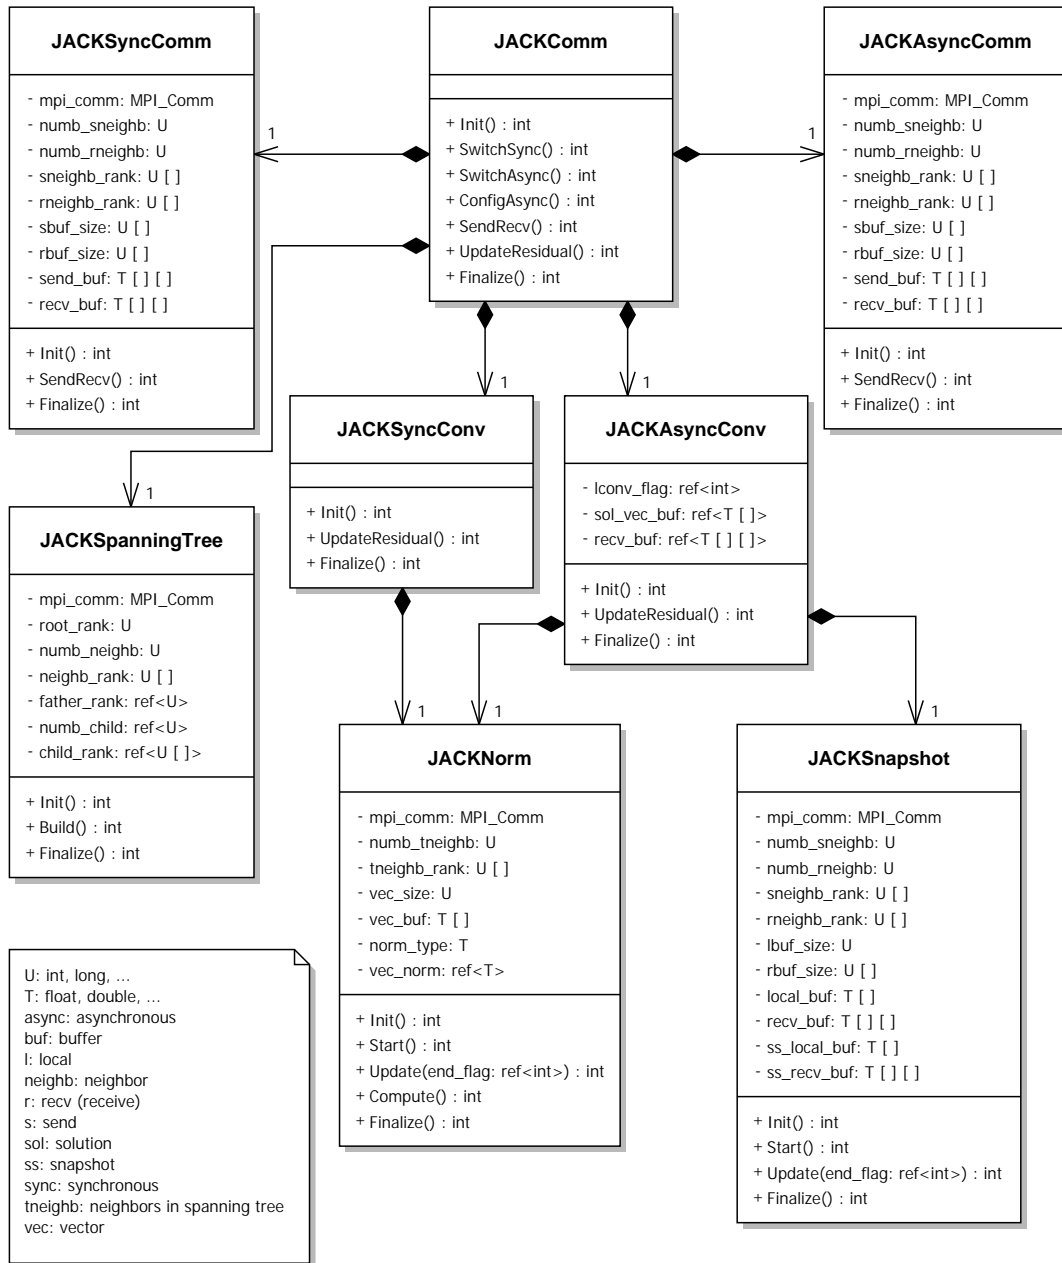 JACKSyncComm
- mpi_comm: MPI_Comm
- numb_sneighb: U
- numb_rneighb: U
- sneighb_rank: U [ ]
- rneighb_rank: U [ ]
- sbuf_size: U [ ]
- rbuf_size: U [ ]
- send_buf: T [ ] [ ]
- recv_buf: T [ ] [ ]
+ Init() : int
+ SendRecv() : int
+ Finalize() : int
1
JACKComm
+ Init() : int
+ SwitchSync() : int
+ SwitchAsync() : int
+ ConfigAsync() : int
+ SendRecv() : int
+ UpdateResidual() : int
+ Finalize() : int
1
JACKAsyncComm
- mpi_comm: MPI_Comm
- numb_sneighb: U
- numb_rneighb: U
- sneighb_rank: U [ ]
- rneighb_rank: U [ ]
- sbuf_size: U [ ]
- rbuf_size: U [ ]
- send_buf: T [ ] [ ]
- recv_buf: T [ ] [ ]
+ Init() : int
+ SendRecv() : int
+ Finalize() : int
1
JACKSyncConv
+ Init() : int
+ UpdateResidual() : int
+ Finalize() : int
1
JACKAsyncConv
- lconv_flag: ref<int>
- sol_vec_buf: ref<T [ ]>
- recv_buf: ref<T [ ] [ ]>
+ Init() : int
+ UpdateResidual() : int
+ Finalize() : int
1
JACKSpanningTree
- mpi_comm: MPI_Comm
- root_rank: U
- numb_neighb: U
- neighb_rank: U [ ]
- father_rank: ref<U>
- numb_child: ref<U>
- child_rank: ref<U [ ]>
+ Init() : int
+ Build() : int
+ Finalize() : int
1
1
JACKNorm
- mpi_comm: MPI_Comm
- numb_tneighb: U
- tneighb_rank: U [ ]
- vec_size: U
- vec_buf: T [ ]
- norm_type: T
- vec_norm: ref<T>
+ Init() : int
+ Start() : int
+ Update(end_flag: ref<int>) : int
+ Compute() : int
+ Finalize() : int
1
JACKSnapshot
- mpi_comm: MPI_Comm
- numb_sneighb: U
- numb_rneighb: U
- sneighb_rank: U [ ]
- rneighb_rank: U [ ]
- lbuf_size: U
- rbuf_size: U [ ]
- local_buf: T [ ]
- recv_buf: T [ ] [ ]
- ss_local_buf: T [ ]
- ss_recv_buf: T [ ] [ ]
+ Init() : int
+ Start() : int
+ Update(end_flag: ref<int>) : int
+ Finalize() : int
U: int, long, ...
T: float, double, ...
async: asynchronous
buf: buffer
l: local
neighb: neighbor
r: recv (receive)
s: send
sol: solution
ss: snapshot
sync: synchronous
tneighb: neighbors in spanning tree
vec: vector